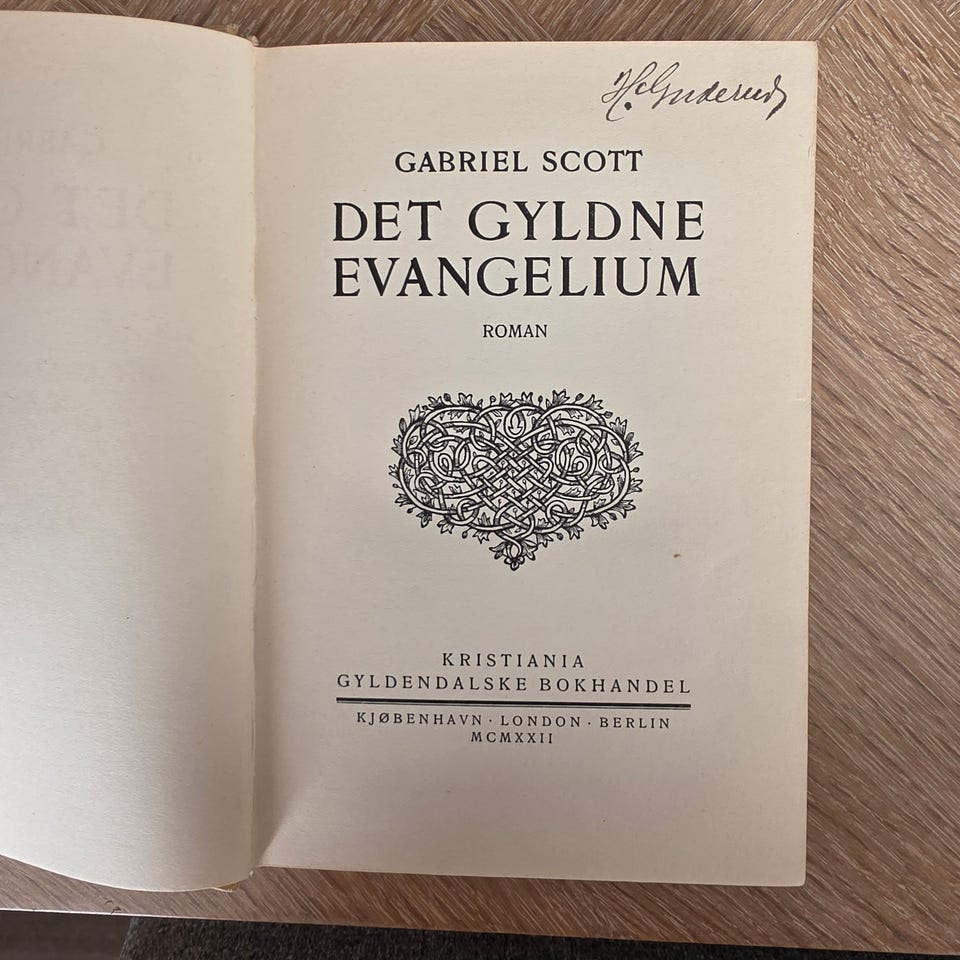 GABRIEL SCOTT
DET GYLDNE
EVANGELIUM
ROMAN
KRISTIANIA
GYLDENDALSKE BOKHANDEL
KJØBENHAVN · LONDON · BERLIN
MCMXXII